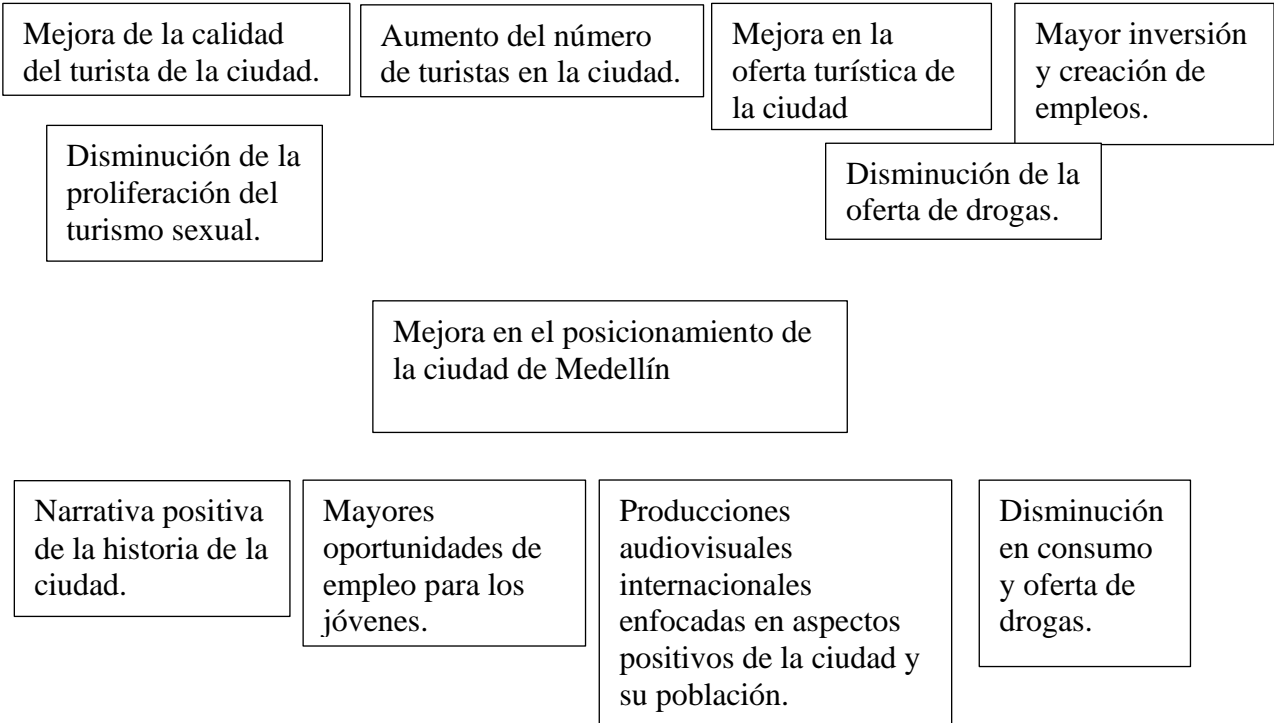 Mejora de la calidad
del turista de la ciudad.
Aumento del número
de turistas en la ciudad.
Mejora en la
oferta turística de
la ciudad
Mayor inversión
y creación de
empleos.
Disminución de la
proliferación del
turismo sexual.
Disminución de la
oferta de drogas.
Mejora en el posicionamiento de
la ciudad de Medellín
Narrativa positiva
de la historia de la
ciudad.
Mayores
oportunidades de
empleo para los
jóvenes.
Producciones
audiovisuales
internacionales
enfocadas en aspectos
positivos de la ciudad y
su población.
Disminución
en consumo
y oferta de
drogas.